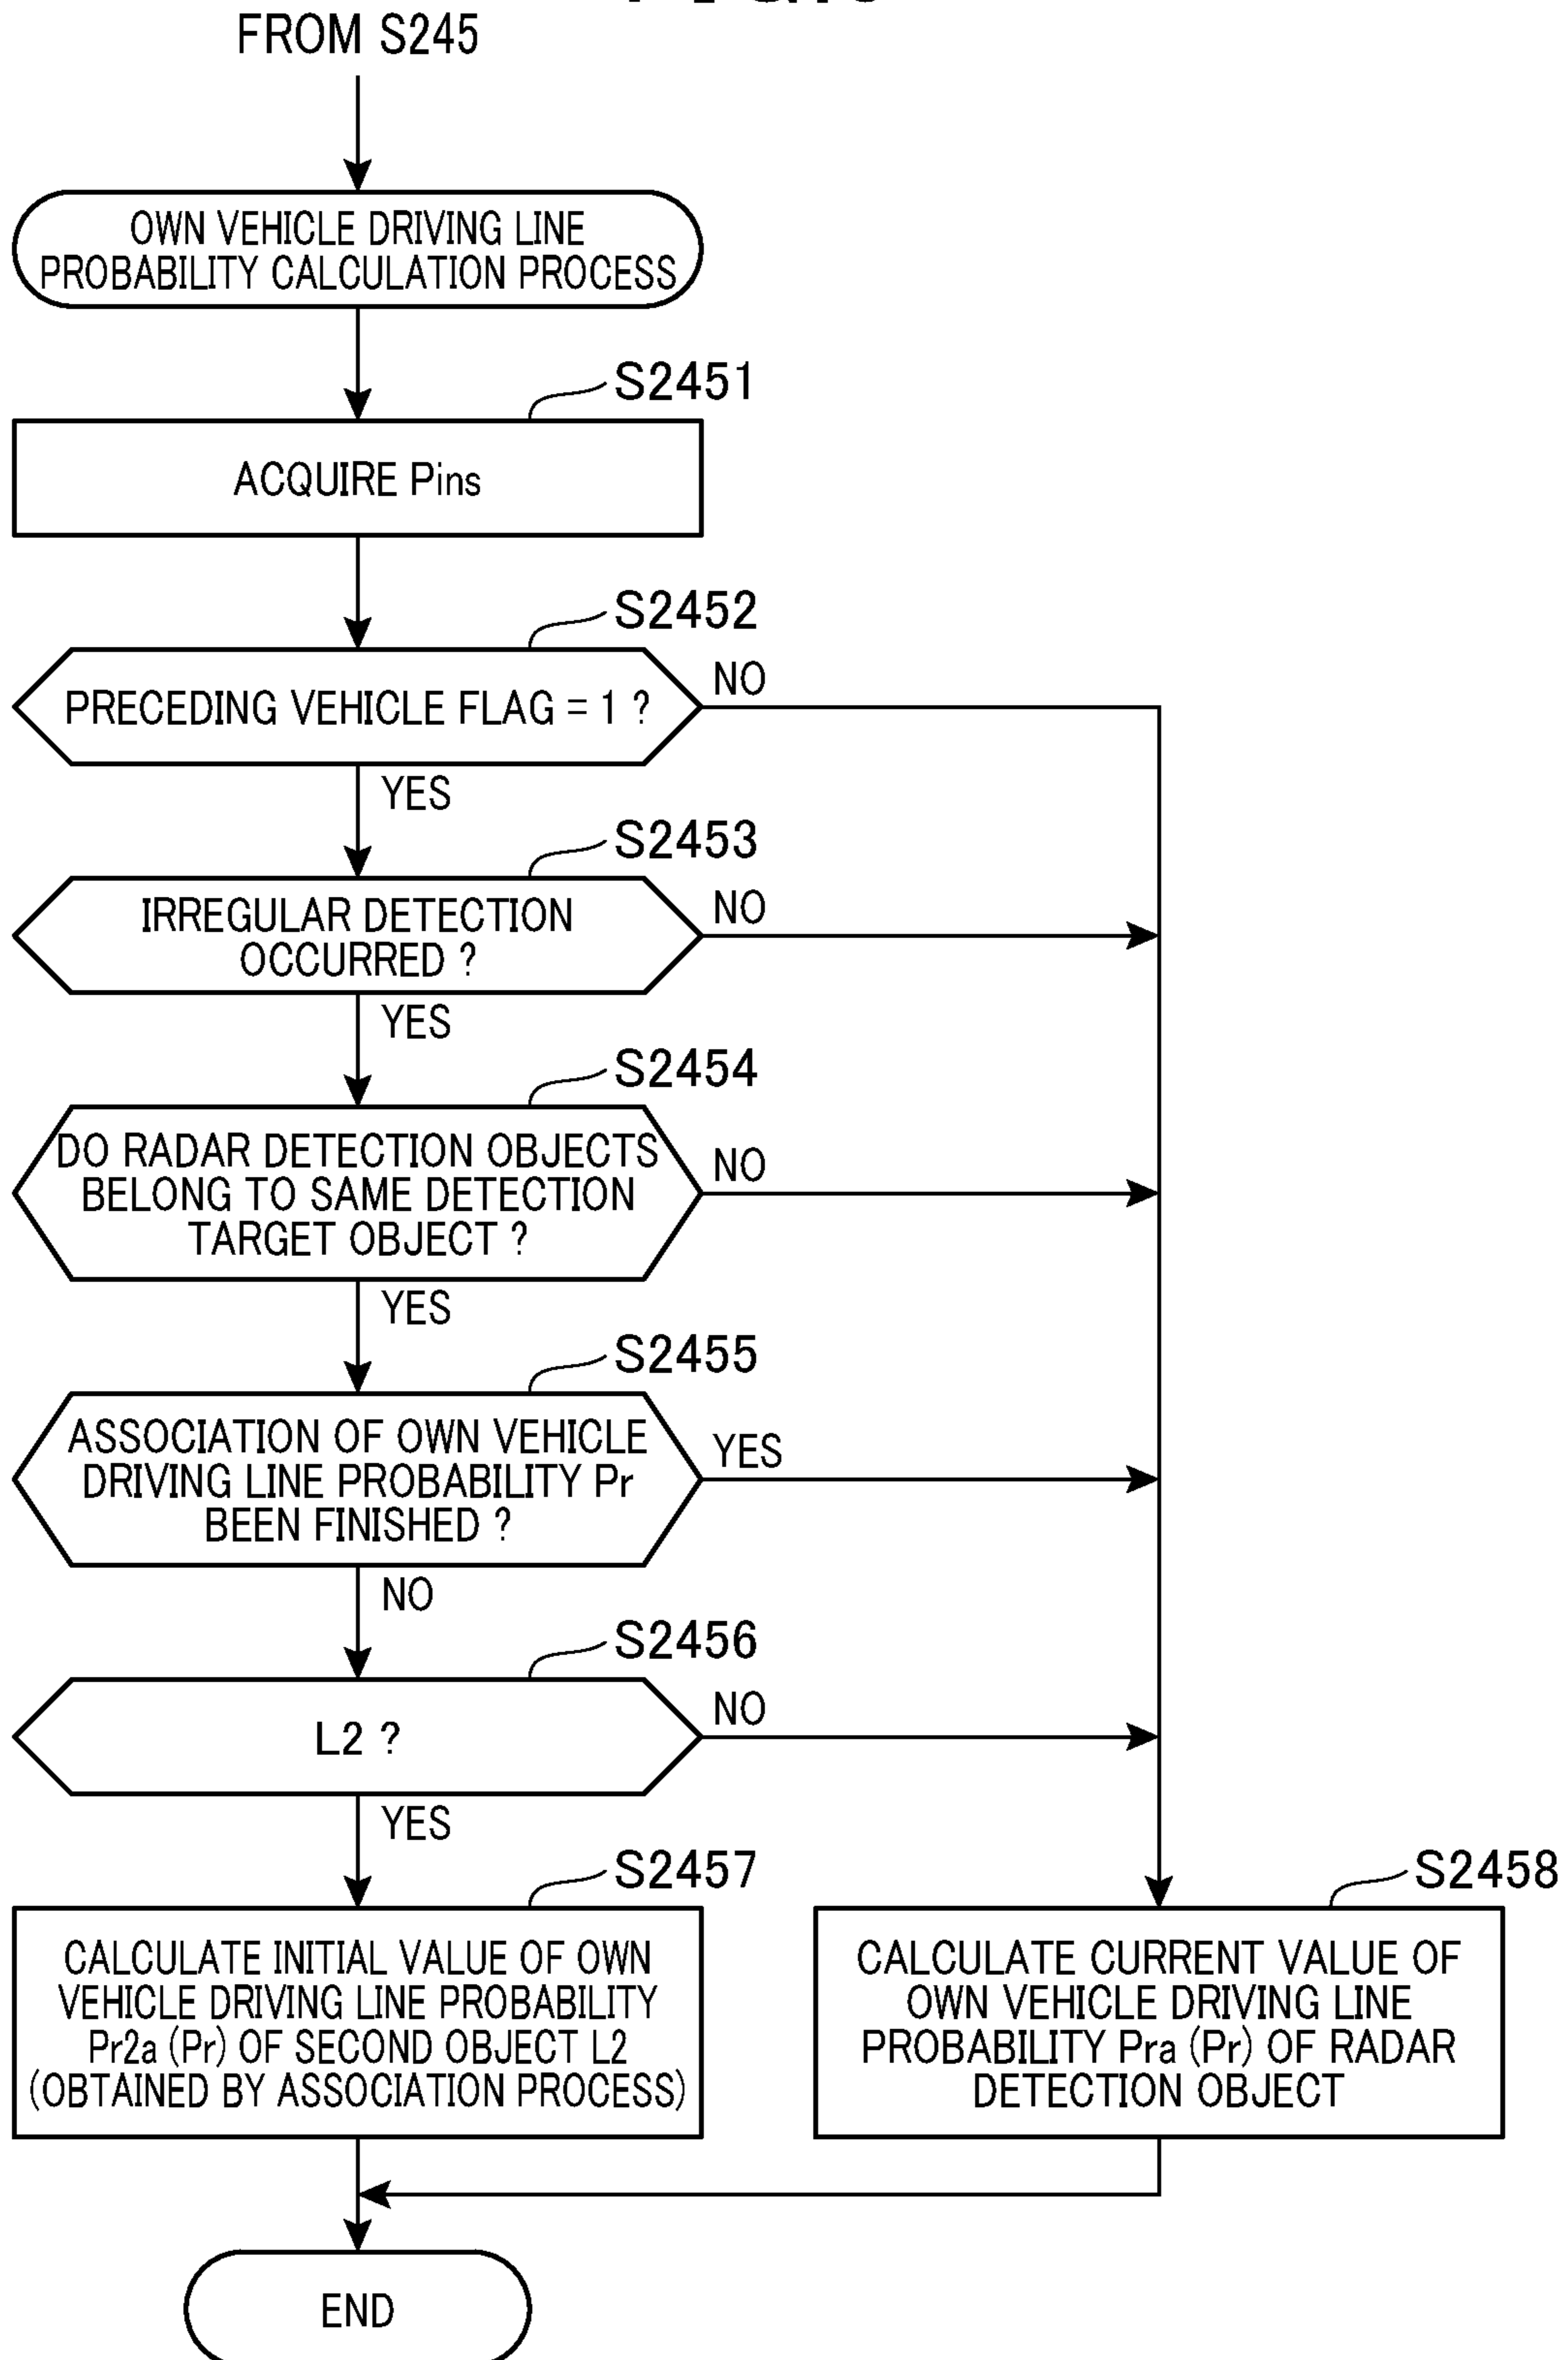 FROM S245
OWN VEHICLE DRIVING LINE
PROBABILITY CALCULATION PROCESS
S2451
ACQUIRE Pins
S2452
PRECEDING VEHICLE FLAG = 1 ?
NO
YES
S2453
IRREGULAR DETECTION
OCCURRED ?
NO
YES
S2454
DO RADAR DETECTION OBJECTS
BELONG TO SAME DETECTION
TARGET OBJECT ?
NO
YES
S2455
ASSOCIATION OF OWN VEHICLE
DRIVING LINE PROBABILITY Pr
BEEN FINISHED ?
YES
NO
S2456
L2 ?
NO
YES
S2457
CALCULATE INITIAL VALUE OF OWN
VEHICLE DRIVING LINE PROBABILITY
Pr2a (Pr) OF SECOND OBJECT L2
(OBTAINED BY ASSOCIATION PROCESS)
S2458
CALCULATE CURRENT VALUE OF
OWN VEHICLE DRIVING LINE
PROBABILITY Pra (Pr) OF RADAR
DETECTION OBJECT
END